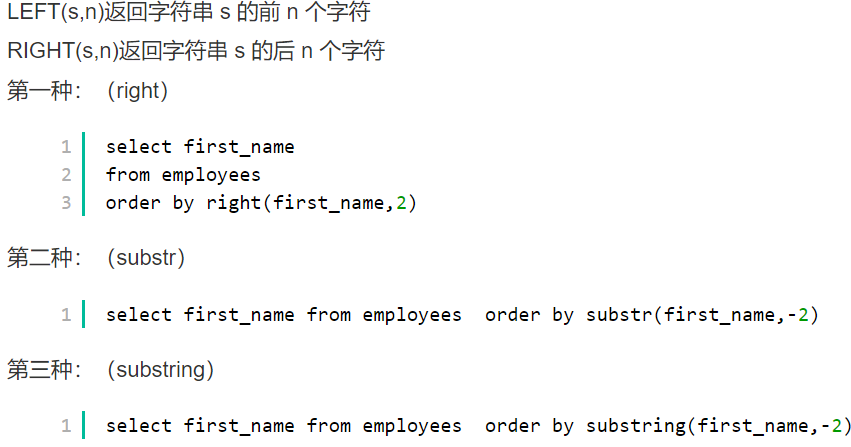 LEFT(s,n)返回字符串 s 的前 n 个字符
RIGHT(s,n)返回字符串 s 的后 n 个字符
第一种：（right）
1 select first_name
2 from employees
3 order by right(first_name,2)
第二种：（substr）
1 select first_name from employees  order by substr(first_name,-2)
第三种：（substring）
1 select first_name from employees  order by substring(first_name,-2)